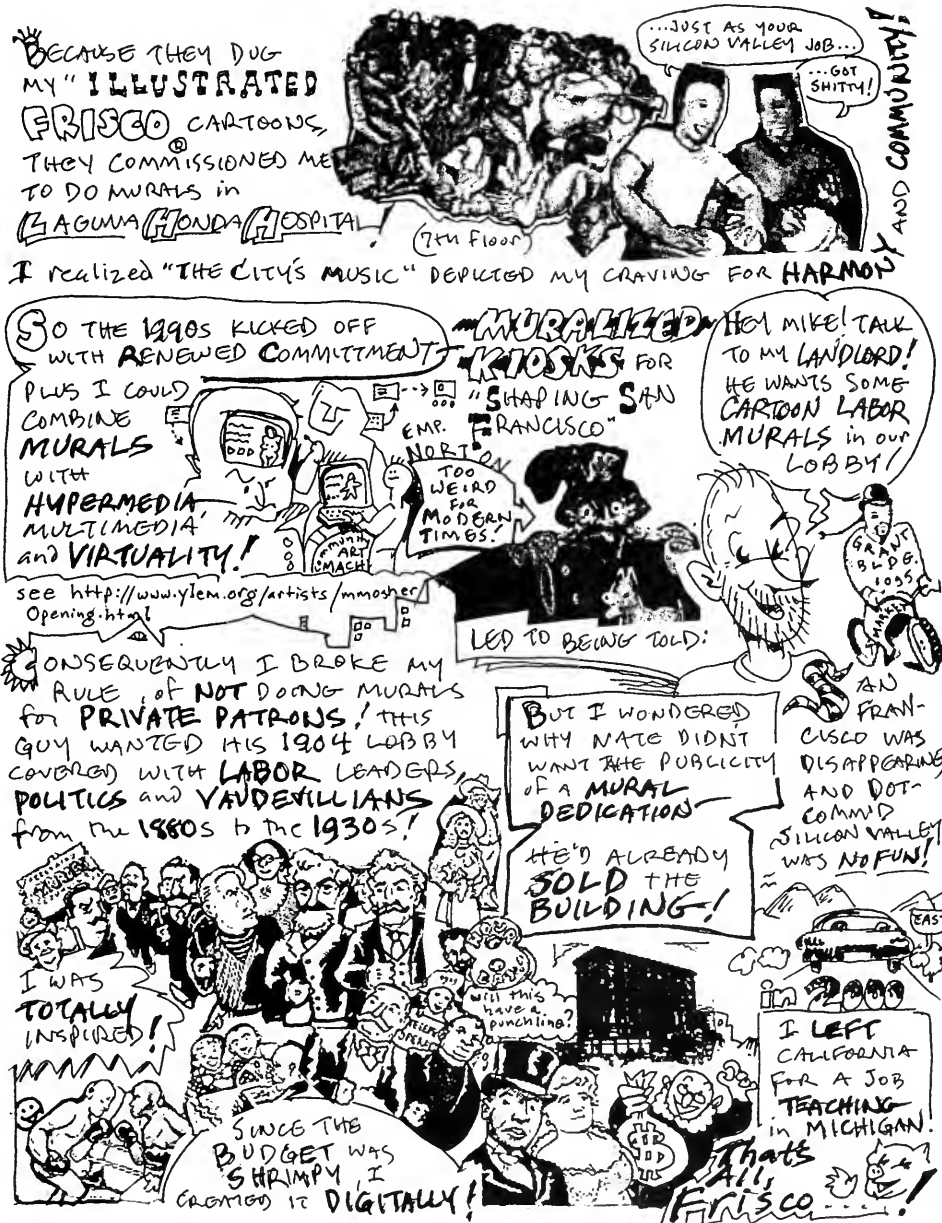 BECAUSE THEY DUG
MY "ILLUSTRATED
FRISCO" CARTOONS,
THEY COMMISSIONED ME
TO DO MURALS in
LAGUNA HONDA HOSPITAL
(7th Floor)
...JUST AS YOUR
SILICON VALLEY JOB...
...GOT
SHITTY!
I realized "THE CITY'S MUSIC" DEPICTED MY CRAVING FOR HARMONY AND COMMUNITY!
SO THE 1990s KICKED OFF
WITH RENEWED COMMITTMENT
PLUS I COULD
COMBINE
MURALS
WITH
HYPERMEDIA,
MULTIMEDIA
and VIRTUALITY!
ART
MACH
see http://www.ylem.org/artists/mmosher/
Opening.html
MURALIZED
KIOSKS FOR
"SHAPING SAN
FRANCISCO"
EMP.
NORTON
TOO
WEIRD
FOR
MODERN
TIMES!
LED TO BEING TOLD:
HEY MIKE! TALK
TO MY LANDLORD!
HE WANTS SOME
CARTOON LABOR
MURALS in our
LOBBY!
GRANT
BLDG.
1095
MARKET
CONSEQUENTLY I BROKE MY
RULE of NOT DOING MURALS
for PRIVATE PATRONS! THIS
GUY WANTED HIS 1904 LOBBY
COVERED WITH LABOR LEADERS,
POLITICS and VAUDEVILLIANS
from the 1880s to the 1930s!
I WAS
TOTALLY
INSPIRED!
SINCE THE
BUDGET WAS
SHRIMPY, I
CREATED IT DIGITALLY!
BUT I WONDERED
WHY NATE DIDN'T
WANT THE PUBLICITY
of A MURAL
DEDICATION
HE'D ALREADY
SOLD THE
BUILDING!
will this
have a
punchline?
SAN
FRAN-
CISCO WAS
DISAPPEARING
AND DOT-
COMM'D
SILICON VALLEY
WAS NO FUN!
EAST
in 2000
I LEFT
CALIFORNIA
FOR A JOB
TEACHING
in MICHIGAN.
That's
All,
Frisco.....!